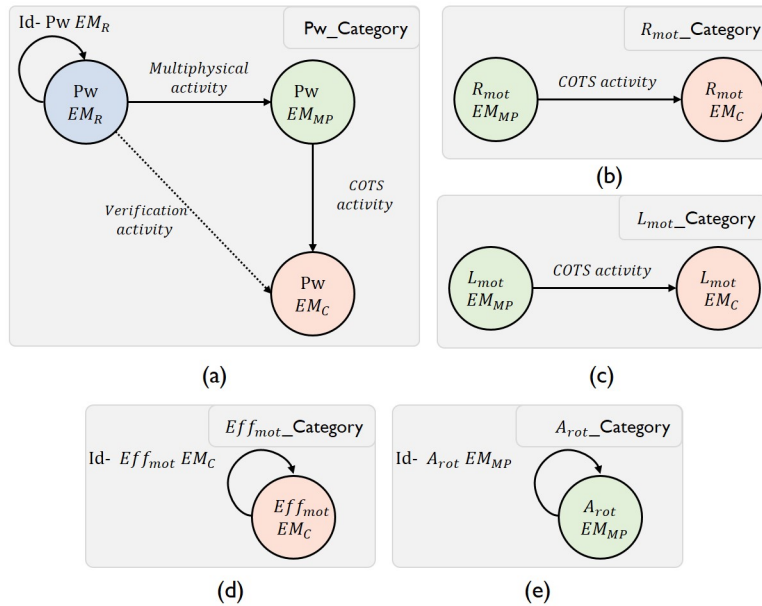 Id- Pw EM_R
Pw_Category
Pw
EM_R
Multiphysical
activity
Pw
EM_MP
COTS
activity
Verification
activity
Pw
EM_C
(a)
R_mot_Category
R_mot
EM_MP
COTS activity
R_mot
EM_C
(b)
L_mot_Category
L_mot
EM_MP
COTS activity
L_mot
EM_C
(c)
Eff_mot_Category
Id- Eff_mot EM_C
Eff_mot
EM_C
(d)
A_rot_Category
Id- A_rot EM_MP
A_rot
EM_MP
(e)